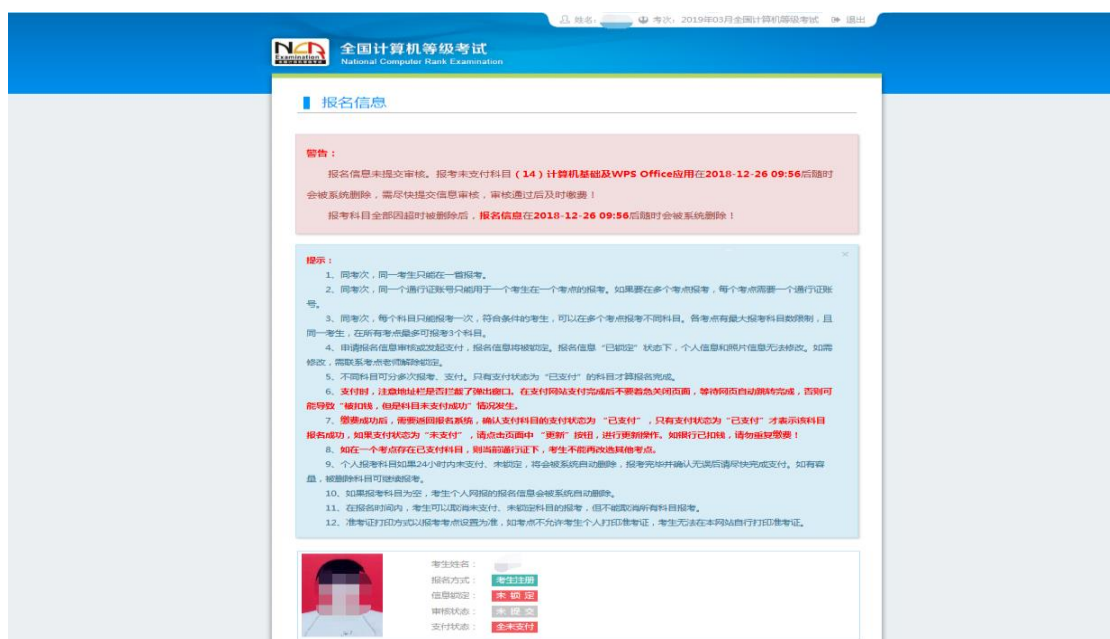 姓名： 考次：2019年03月全国计算机等级考试 退出
NCR
Examination
全国计算机等级考试
National Computer Rank Examination
报名信息
警告：
报名信息未提交审核。报考未支付科目（14）计算机基础及WPS Office应用在2018-12-26 09:56后随时
会被系统删除，需尽快提交信息审核，审核通过后及时缴费！
报考科目全部因超时被删除后，报名信息在2018-12-26 09:56后随时会被系统删除！
提示：
1、同考次，同一考生只能在一省报考。
2、同考次，同一个通行证账号只能用于一个考生在一个考点的报考。如果要在多个考点报考，每个考点需要一个通行证账
号。
3、同考次，每个科目只能报考一次，符合条件的考生，可以在多个考点报考不同科目。各考点有最大报考科目数限制，且
同一考生，在所有考点最多可报考3个科目。
4、申请报名信息审核或发起支付，报名信息将被锁定。报名信息“已锁定”状态下，个人信息和照片信息无法修改。如需
修改，需联系考点老师解除锁定。
5、不同科目可分多次报考、支付。只有支付状态为“已支付”的科目才算报名完成。
6、支付时，注意地址栏是否拦截了弹出窗口。在支付网站支付完成后不要着急关闭页面，等待网页自动跳转完成，否则可
能导致“被扣钱，但是科目未支付成功”情况发生。
7、缴费成功后，需要返回报名系统，确认支付科目的支付状态为“已支付”，只有支付状态为“已支付”才表示该科目
报名成功，如果支付状态为“未支付”，请点击页面中“更新”按钮，进行更新操作。如银行已扣钱，请勿重复缴费！
8、如在一个考点存在已支付科目，则当前通行证下，考生不能再改选其他考点。
9、个人报考科目如果24小时内未支付、未锁定，将会被系统自动删除，报考完毕并确认无误后请尽快完成支付。如有容
量，被删除科目可继续报考。
10、如果报考科目为空，考生个人网报的报名信息会被系统自动删除。
11、在报名时间内，考生可以取消未支付、未锁定科目的报考，但不能取消所有科目报考。
12、准考证打印方式以报考考点设置为准，如考点不允许考生个人打印准考证，考生无法在本网站自行打印准考证。
考生姓名：
报名方式： 考生注册
信息锁定： 未 锁 定
审核状态： 未 提 交
支付状态： 全未支付